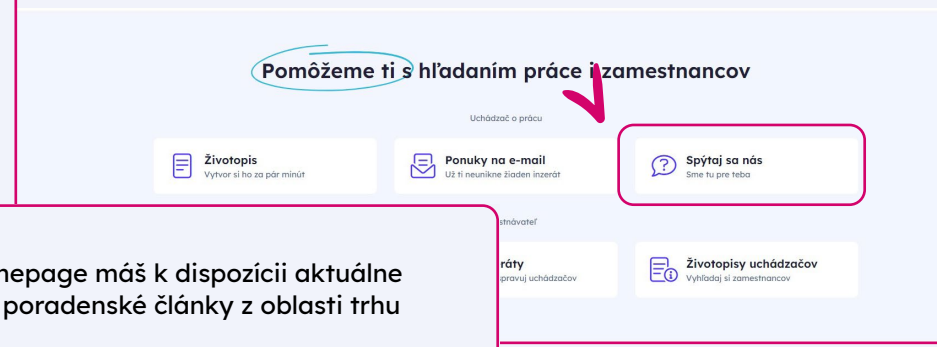 Pomôžeme ti s hľadaním práce i zamestnancov
Uchádzač o prácu
Životopis
Vytvor si ho za pár minút
Ponuky na e-mail
Už ti neunikne žiaden inzerát
Spýtaj sa nás
Sme tu pre teba
stnávateľ
ráty
spravuj uchádzačov
Životopisy uchádzačov
Vyhľadaj si zamestnancov
nepage máš k dispozícii aktuálne
poradenské články z oblasti trhu